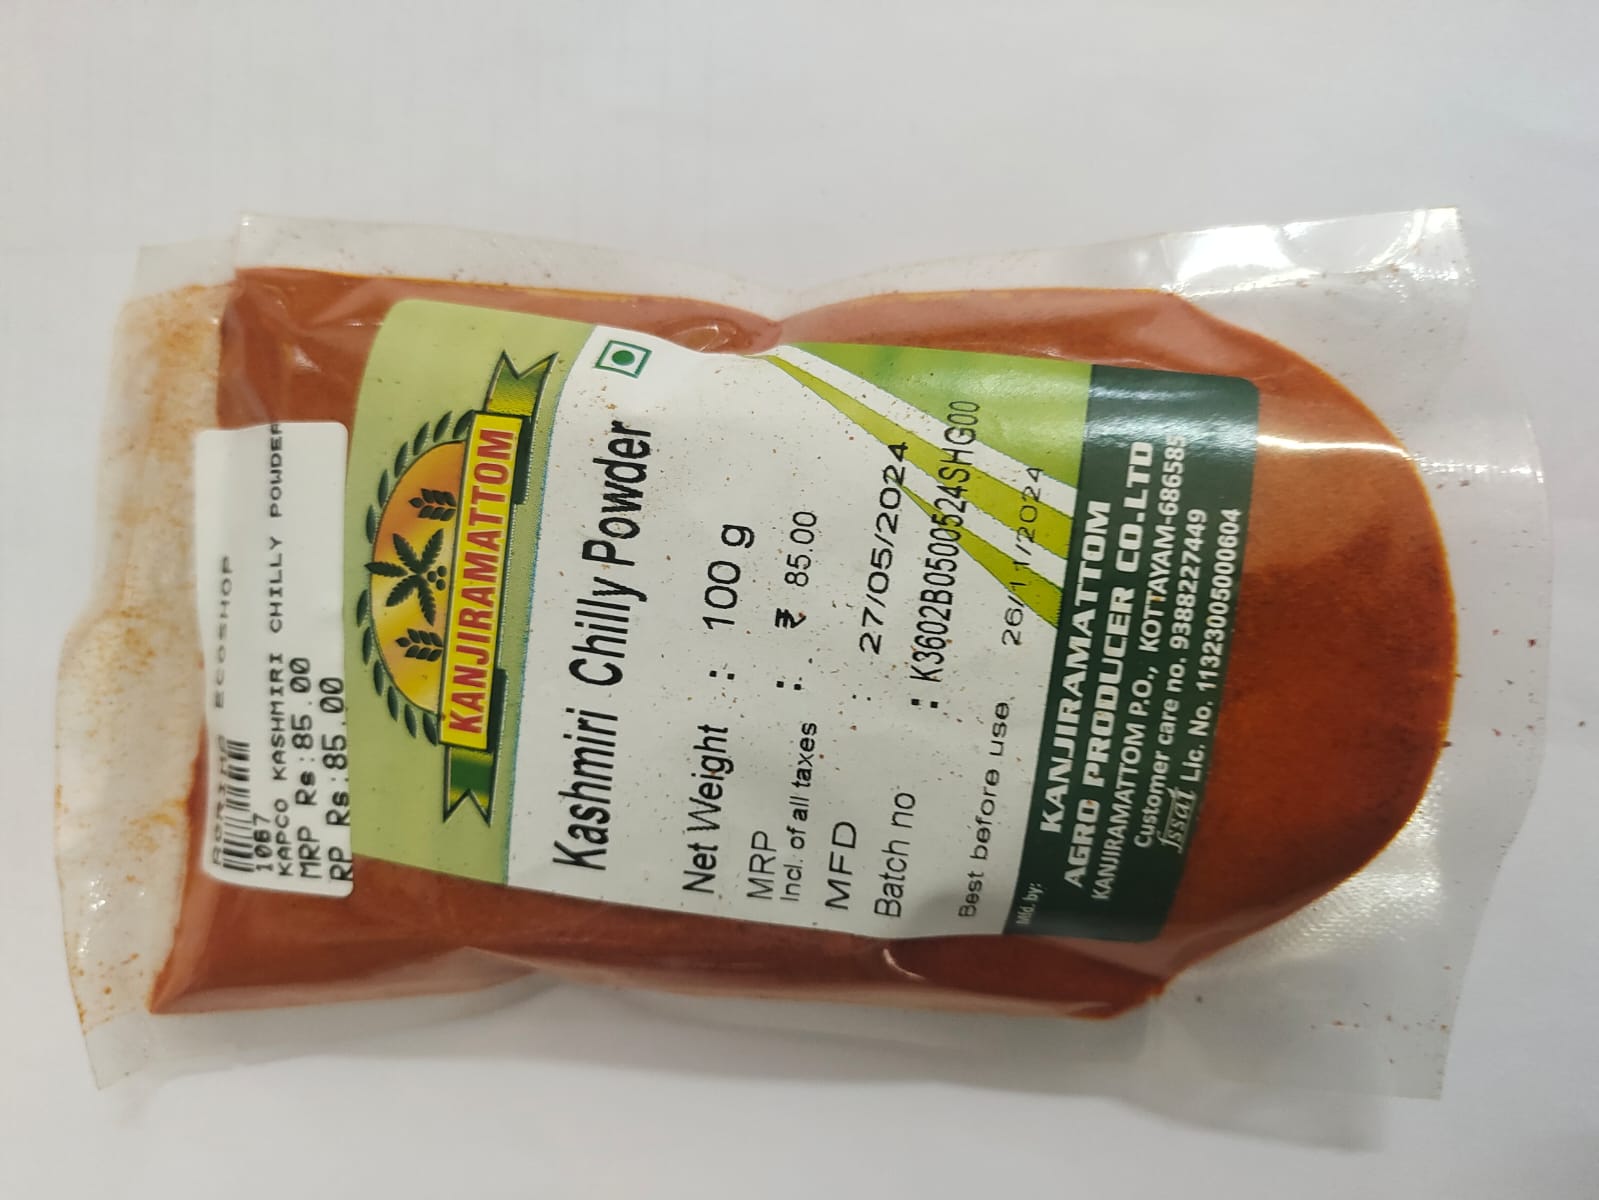 ECOSHOP
1067
KAPCO KASHMIRI CHILLY POWDER
MRP Rs:85.00
RP Rs:85.00
KANJIRAMATTOM
Kashmiri Chilly Powder
Net Weight : 100 g
MRP : ₹ 85.00
Incl. of all taxes
MFD : 27/05/2024
Batch no : K3602B0500524SHG00
Best before use 26/11/2024
Mfd. by:
KANJIRAMATTOM
AGRO PRODUCER CO.LTD
KANJIRAMATTOM P.O., KOTTAYAM-686585
Customer care no. 9388227449
fssai Lic. No. 11323005000604